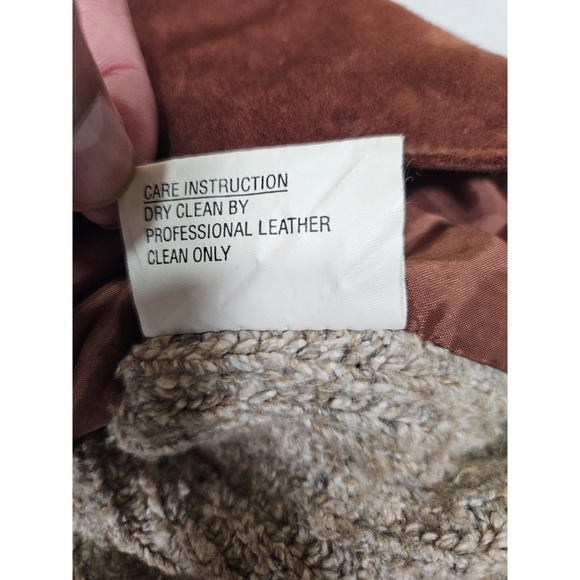 CARE INSTRUCTION
DRY CLEAN BY
PROFESSIONAL LEATHER
CLEAN ONLY